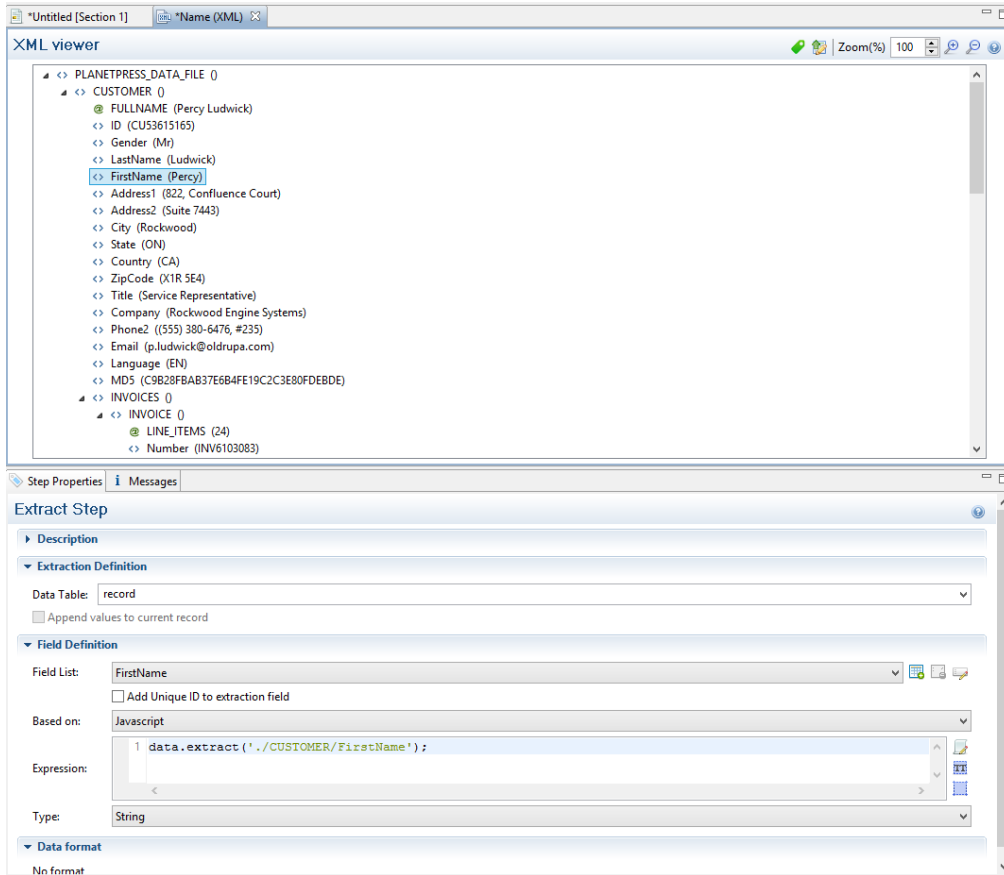 *Untitled [Section 1] *Name (XML)
XML viewer Zoom(%) 100
PLANETPRESS_DATA_FILE ()
CUSTOMER ()
@ FULLNAME (Percy Ludwick)
<> ID (CU53615165)
<> Gender (Mr)
<> LastName (Ludwick)
<> FirstName (Percy)
<> Address1 (822, Confluence Court)
<> Address2 (Suite 7443)
<> City (Rockwood)
<> State (ON)
<> Country (CA)
<> ZipCode (X1R 5E4)
<> Title (Service Representative)
<> Company (Rockwood Engine Systems)
<> Phone2 ((555) 380-6476, #235)
<> Email (p.ludwick@oldrupa.com)
<> Language (EN)
<> MD5 (C9B28FBAB37E6B4FE19C2C3E80FDEBDE)
<> INVOICES ()
<> INVOICE ()
@ LINE_ITEMS (24)
<> Number (INV6103083)
Step Properties i Messages
Extract Step
Description
Extraction Definition
Data Table: record
Append values to current record
Field Definition
Field List: FirstName
Add Unique ID to extraction field
Based on: Javascript
1 data.extract('./CUSTOMER/FirstName');
Expression:
TT
Type: String
Data format
No format